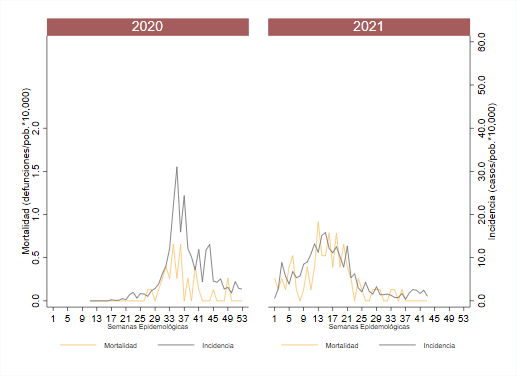 2020 2021
Mortalidad (defunciones/pob.*10,000)
0.0 0.5 1.0 1.5 2.0
Incidencia (casos/pob.*10,000)
0.0 10.0 20.0 30.0 40.0 50.0 60.0
1 5 9 13 17 21 25 29 33 37 41 45 49 53 1 5 9 13 17 21 25 29 33 37 41 45 49 53
Semanas Epidemológicas Semanas Epidemológicas
Mortalidad Incidencia Mortalidad Incidencia